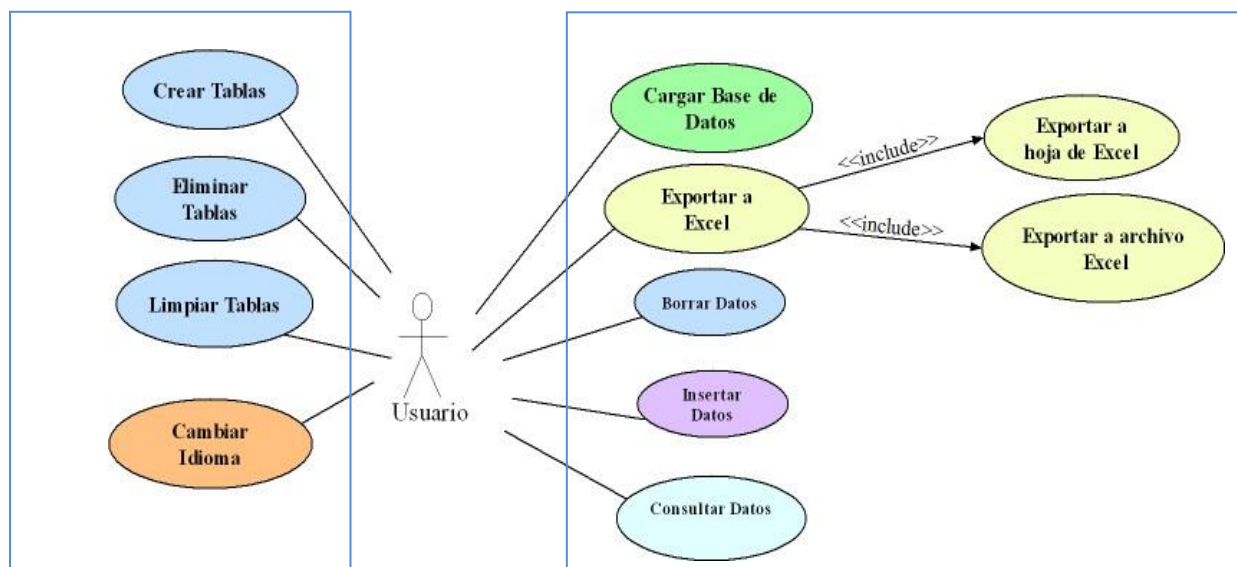 Crear Tablas
Eliminar
Tablas
Limpiar Tablas
Cambiar
Idioma
Usuario
Cargar Base de
Datos
Exportar a
Excel
<<include>>
<<include>>
Exportar a
hoja de Excel
Exportar a archivo
Excel
Borrar Datos
Insertar
Datos
Consultar Datos